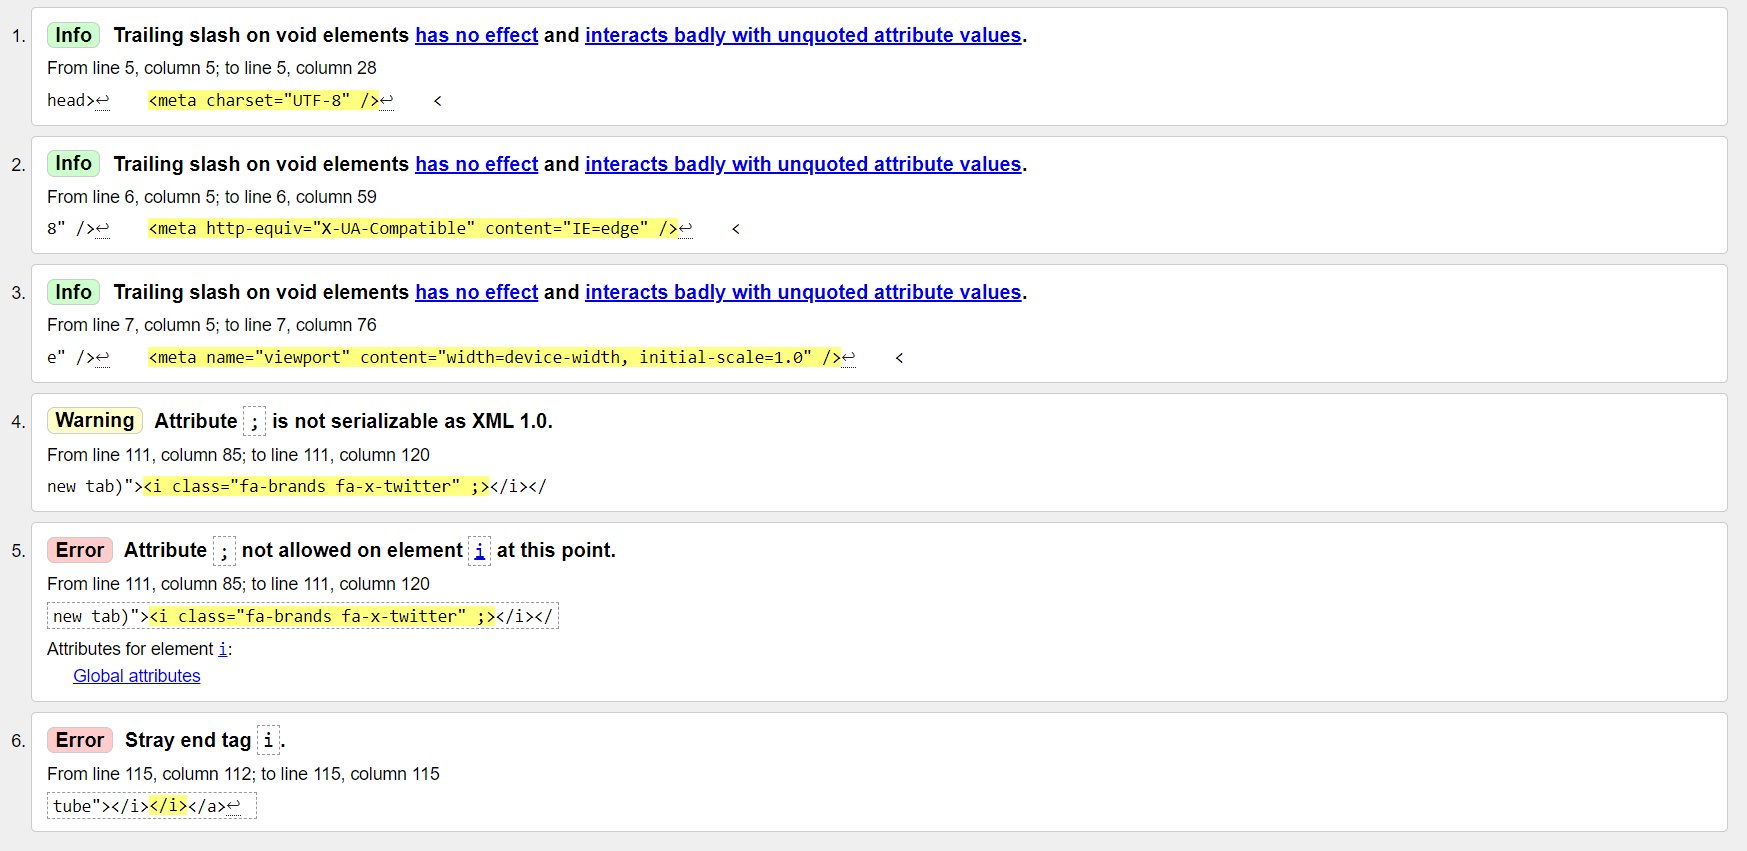 1. Info Trailing slash on void elements has no effect and interacts badly with unquoted attribute values.
From line 5, column 5; to line 5, column 28
head>↩    <meta charset="UTF-8" />↩    <
2. Info Trailing slash on void elements has no effect and interacts badly with unquoted attribute values.
From line 6, column 5; to line 6, column 59
8" />↩    <meta http-equiv="X-UA-Compatible" content="IE=edge" />↩    <
3. Info Trailing slash on void elements has no effect and interacts badly with unquoted attribute values.
From line 7, column 5; to line 7, column 76
e" />↩    <meta name="viewport" content="width=device-width, initial-scale=1.0" />↩    <
4. Warning Attribute ; is not serializable as XML 1.0.
From line 111, column 85; to line 111, column 120
new tab)"><i class="fa-brands fa-x-twitter" ;></i></
5. Error Attribute ; not allowed on element i at this point.
From line 111, column 85; to line 111, column 120
new tab)"><i class="fa-brands fa-x-twitter" ;></i></
Attributes for element i:
Global attributes
6. Error Stray end tag i.
From line 115, column 112; to line 115, column 115
tube"></i></i></a>↩